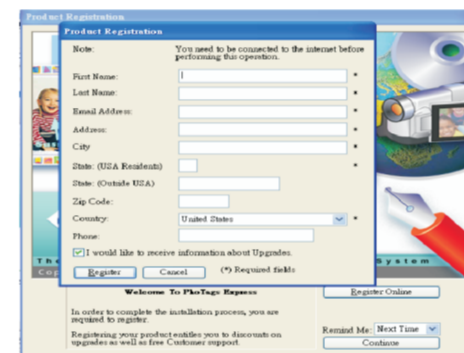 Product Registration
Product Registration
Note:
You need to be connected to the internet before
performing this operation.
First Name:
*
Last Name:
*
Email Address:
*
Address:
*
City
*
State: (USA Residents)
*
State: (Outside USA)
Zip Code:
Country:
United States
*
Phone:
I would like to receive information about Upgrades.
Register
Cancel
(*) Required fields
System
Welcome To PhoTags Express
Register Online
In order to complete the installation process, you are
required to register.
Registering your product entitles you to discounts on
upgrades as well as free Customer support.
Remind Me:
Next Time
Continue